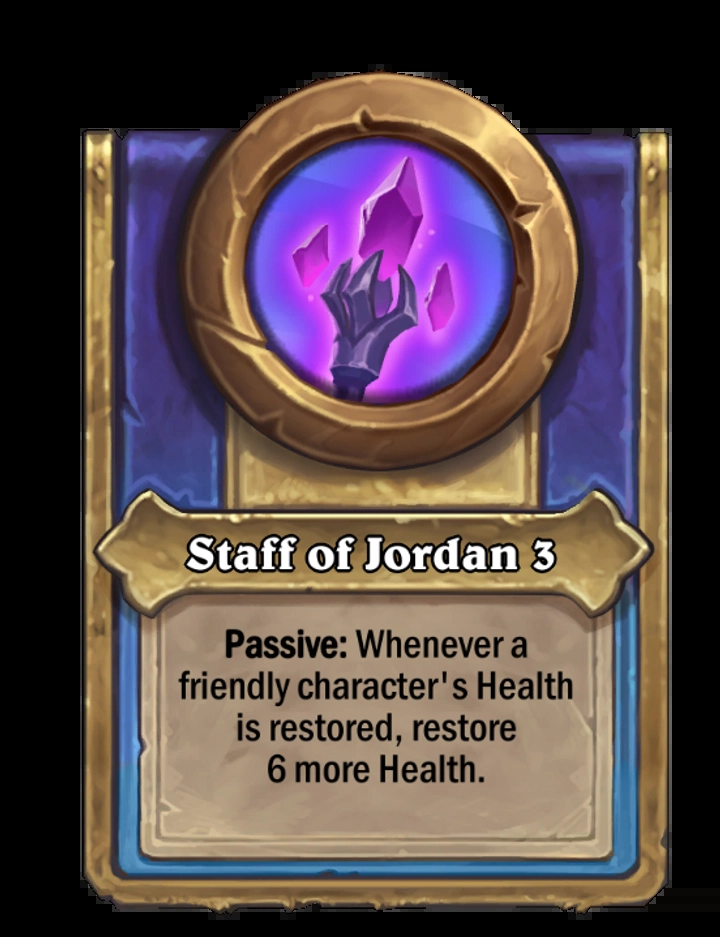 Staff of Jordan 3
Passive: Whenever a
friendly character's Health
is restored, restore
6 more Health.